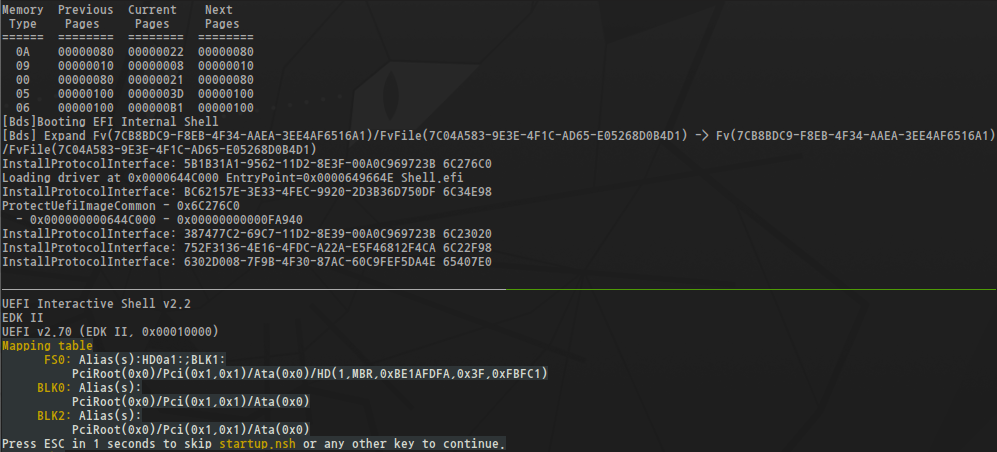 Memory  Previous  Current    Next
 Type    Pages     Pages     Pages
======  ========  ========  ========
  0A    00000080  00000022  00000080
  09    00000010  00000008  00000010
  00    00000080  00000021  00000080
  05    00000100  0000003D  00000100
  06    00000100  000000B1  00000100
[Bds]Booting EFI Internal Shell
[Bds] Expand Fv(7CB8BDC9-F8EB-4F34-AAEA-3EE4AF6516A1)/FvFile(7C04A583-9E3E-4F1C-AD65-E05268D0B4D1) -> Fv(7CB8BDC9-F8EB-4F34-AAEA-3EE4AF6516A1)
/FvFile(7C04A583-9E3E-4F1C-AD65-E05268D0B4D1)
InstallProtocolInterface: 5B1B31A1-9562-11D2-8E3F-00A0C969723B 6C276C0
Loading driver at 0x0000644C000 EntryPoint=0x0000649664E Shell.efi
InstallProtocolInterface: BC62157E-3E33-4FEC-9920-2D3B36D750DF 6C34E98
ProtectUefiImageCommon - 0x6C276C0
  - 0x000000000644C000 - 0x00000000000FA940
InstallProtocolInterface: 387477C2-69C7-11D2-8E39-00A0C969723B 6C23020
InstallProtocolInterface: 752F3136-4E16-4FDC-A22A-E5F46812F4CA 6C22F98
InstallProtocolInterface: 6302D008-7F9B-4F30-87AC-60C9FEF5DA4E 65407E0
UEFI Interactive Shell v2.2
EDK II
UEFI v2.70 (EDK II, 0x00010000)
Mapping table
      FS0: Alias(s):HD0a1:;BLK1:
          PciRoot(0x0)/Pci(0x1,0x1)/Ata(0x0)/HD(1,MBR,0xBE1AFDFA,0x3F,0xFBFC1)
     BLK0: Alias(s):
          PciRoot(0x0)/Pci(0x1,0x1)/Ata(0x0)
     BLK2: Alias(s):
          PciRoot(0x0)/Pci(0x1,0x1)/Ata(0x0)
Press ESC in 1 seconds to skip startup.nsh or any other key to continue.